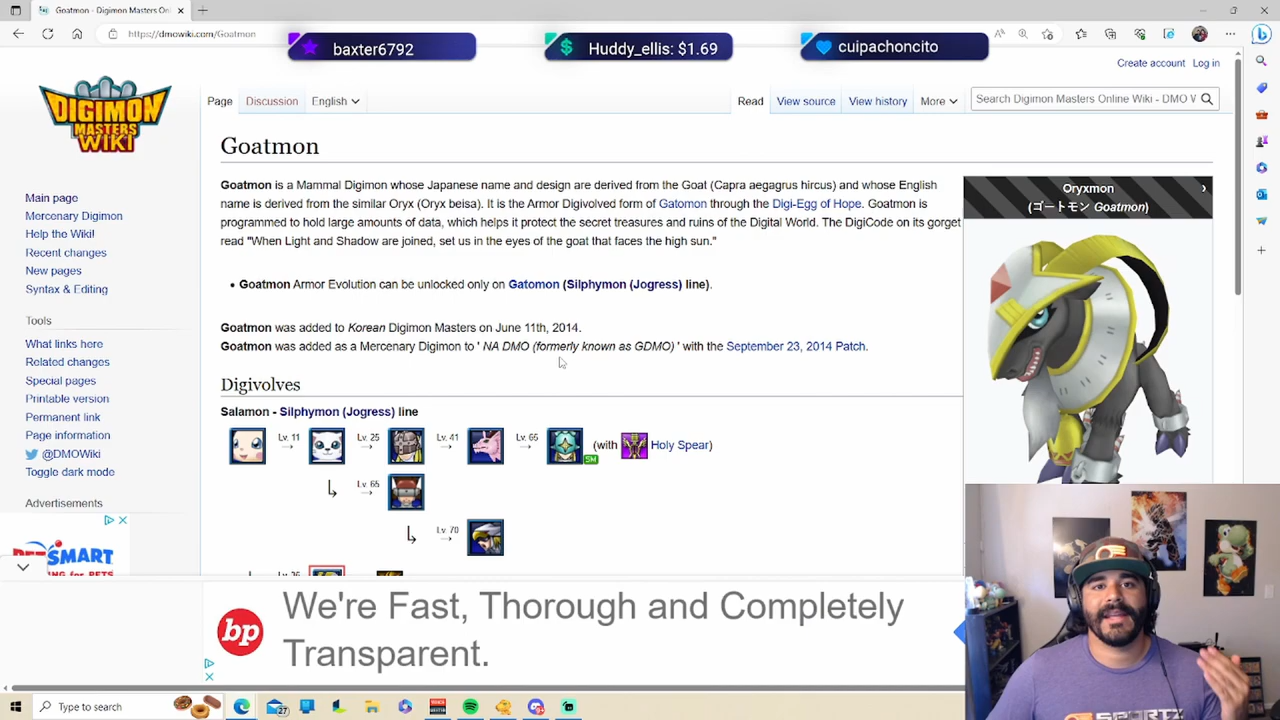 Goatmon - Digimon Masters On
https://dmowiki.com/Goatmon
baxter6792
Huddy_ellis: $1.69
cuipachoncito
Create account Log in
DIGIMON
MASTERS
WIKI
Page Discussion English
Read View source View history More
Search Digimon Masters Online Wiki - DMO W
Goatmon
Goatmon is a Mammal Digimon whose Japanese name and design are derived from the Goat (Capra aegagrus hircus) and whose English
name is derived from the similar Oryx (Oryx beisa). It is the Armor Digivolved form of Gatomon through the Digi-Egg of Hope. Goatmon is
programmed to hold large amounts of data, which helps it protect the secret treasures and ruins of the Digital World. The DigiCode on its gorget
read "When Light and Shadow are joined, set us in the eyes of the goat that faces the high sun."
• Goatmon Armor Evolution can be unlocked only on Gatomon (Silphymon (Jogress) line).
Goatmon was added to Korean Digimon Masters on June 11th, 2014.
Goatmon was added as a Mercenary Digimon to ' NA DMO (formerly known as GDMO) ' with the September 23, 2014 Patch.
Digivolves
Salamon - Silphymon (Jogress) line
Lv. 11
→
Lv. 25
→
Lv. 41
→
Lv. 65
→
SM
(with Holy Spear)
Lv. 65
→
Lv. 70
→
Oryxmon
(ゴートモン Goatmon)
Main page
Mercenary Digimon
Help the Wiki!
Recent changes
New pages
Syntax & Editing
Tools
What links here
Related changes
Special pages
Printable version
Permanent link
Page information
@DMOWiki
Toggle dark mode
Advertisements
PETSMART
bp
We're Fast, Thorough and Completely
Transparent.
Type to search
27
SPORTZ